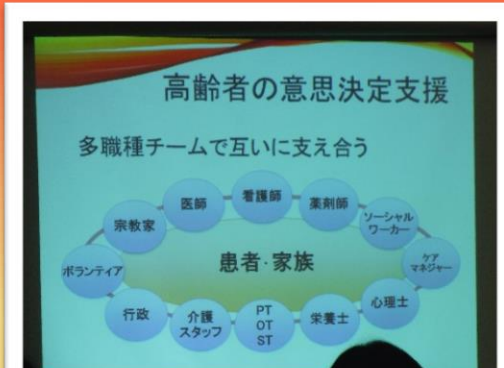 高齢者の意思決定支援
多職種チームで互いに支え合う
医師
看護師
薬剤師
宗教家
ソーシャル
ワーカー
ボランティア
患者・家族
ケア
マネジャー
行政
介護
スタッフ
PT
OT
ST
栄養士
心理士